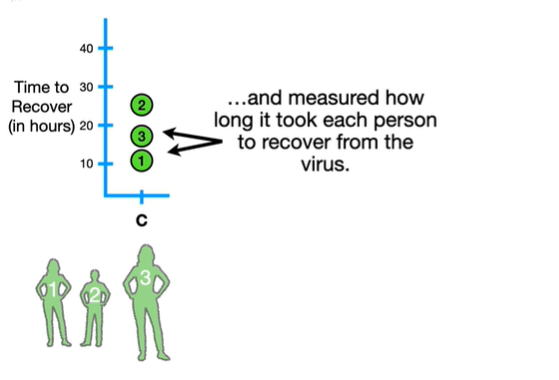 40
Time to
Recover
(in hours)
30
20
10
2
3
1
C
…and measured how
long it took each person
to recover from the
virus.
1
2
3